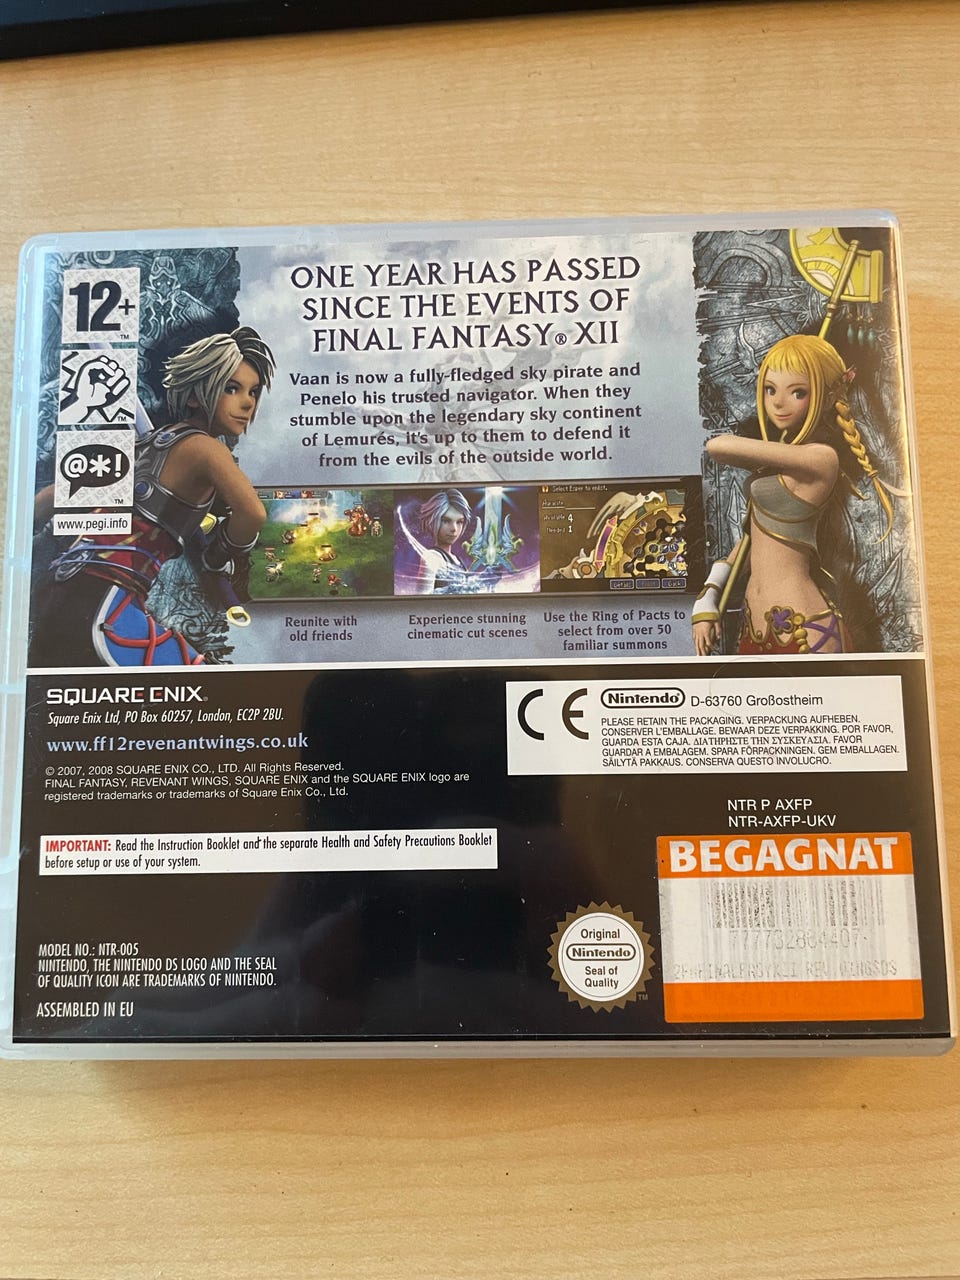 12+
TM
ONE YEAR HAS PASSED
SINCE THE EVENTS OF
FINAL FANTASY® XII
Vaan is now a fully-fledged sky pirate and
Penelo his trusted navigator. When they
stumble upon the legendary sky continent
of Lemurés, it's up to them to defend it
from the evils of the outside world.
TM
@*!
TM
www.pegi.info
Select Esper to enlist.
4
1
Reunite with
old friends
Experience stunning
cinematic cut scenes
Use the Ring of Pacts to
select from over 50
familiar summons
SQUARE ENIX®
Square Enix Ltd, PO Box 60257, London, EC2P 2BU.
www.ff12revenantwings.co.uk
© 2007, 2008 SQUARE ENIX CO., LTD. All Rights Reserved.
FINAL FANTASY, REVENANT WINGS, SQUARE ENIX and the SQUARE ENIX logo are
registered trademarks or trademarks of Square Enix Co., Ltd.
CE Nintendo® D-63760 Großostheim
PLEASE RETAIN THE PACKAGING. VERPACKUNG AUFHEBEN.
CONSERVER L'EMBALLAGE. BEWAAR DEZE VERPAKKING. POR FAVOR,
GUARDA ESTA CAJA. ΔΙΑΤΗΡΗΣΤΕ ΤΗΝ ΣΥΣΚΕΥΑΣΙΑ. FAVOR
GUARDAR A EMBALAGEM. SPARA FÖRPACKNINGEN. GEM EMBALLAGEN.
SÄILYTÄ PAKKAUS. CONSERVA QUESTO INVOLUCRO.
NTR P AXFP
NTR-AXFP-UKV
IMPORTANT: Read the Instruction Booklet and the separate Health and Safety Precautions Booklet
before setup or use of your system.
BEGAGNAT
MODEL NO.: NTR-005
NINTENDO, THE NINTENDO DS LOGO AND THE SEAL
OF QUALITY ICON ARE TRADEMARKS OF NINTENDO.
ASSEMBLED IN EU
Original
Nintendo®
Seal of
Quality
TM